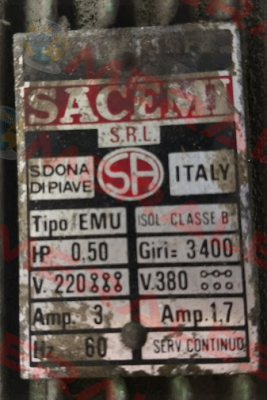 SACEMI
S.R.L.
S.DONA DI PIAVE SA ITALY
Tipo EMU ISOL CLASSE B
HP 0,50 Giri= 3400
V. 220 V.380
Amp. 3 Amp. 1.7
Hz 60 SERV. CONTINUO